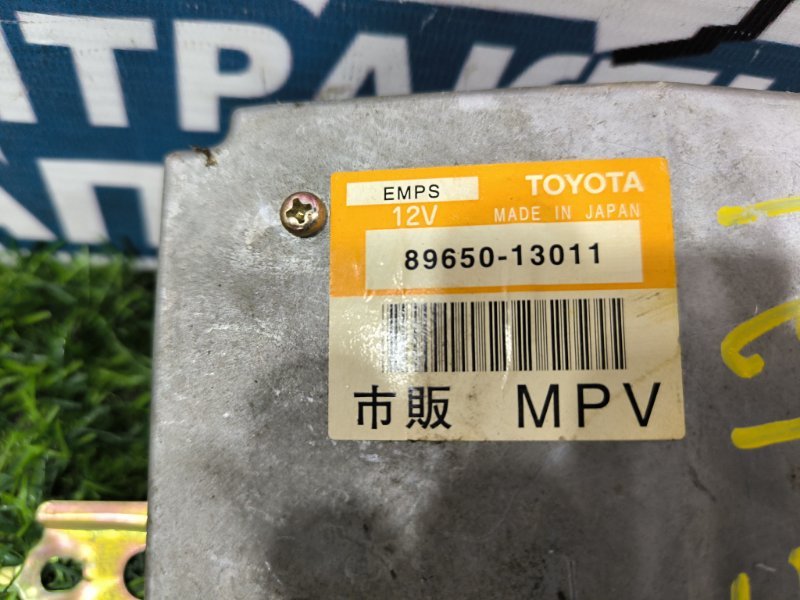 EMPS
TOYOTA
12V
MADE IN JAPAN
89650-13011
市販 MPV